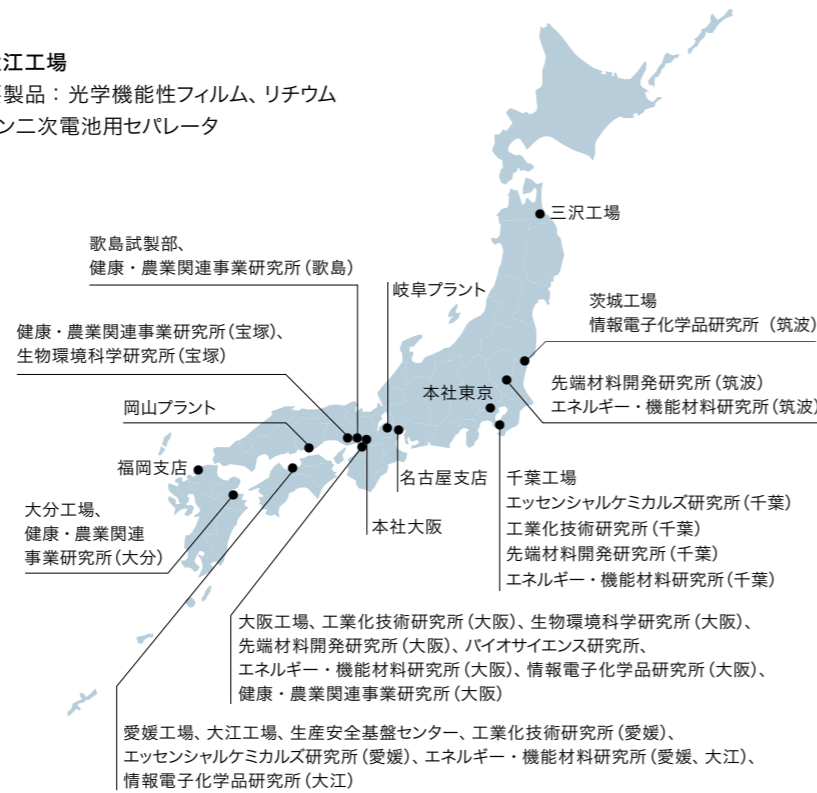 江工場
製品：光学機能性フィルム、リチウム
ン二次電池用セパレータ
三沢工場
歌島試製部、
健康・農業関連事業研究所（歌島）
岐阜プラント
茨城工場
情報電子化学品研究所（筑波）
健康・農業関連事業研究所（宝塚）、
生物環境科学研究所（宝塚）
先端材料開発研究所（筑波）
エネルギー・機能材料研究所（筑波）
本社東京
岡山プラント
福岡支店
名古屋支店
本社大阪
千葉工場
エッセンシャルケミカルズ研究所（千葉）
工業化技術研究所（千葉）
先端材料開発研究所（千葉）
エネルギー・機能材料研究所（千葉）
大分工場、
健康・農業関連
事業研究所（大分）
大阪工場、工業化技術研究所（大阪）、生物環境科学研究所（大阪）、
先端材料開発研究所（大阪）、バイオサイエンス研究所、
エネルギー・機能材料研究所（大阪）、情報電子化学品研究所（大阪）、
健康・農業関連事業研究所（大阪）
愛媛工場、大江工場、生産安全基盤センター、工業化技術研究所（愛媛）、
エッセンシャルケミカルズ研究所（愛媛）、エネルギー・機能材料研究所（愛媛、大江）、
情報電子化学品研究所（大江）